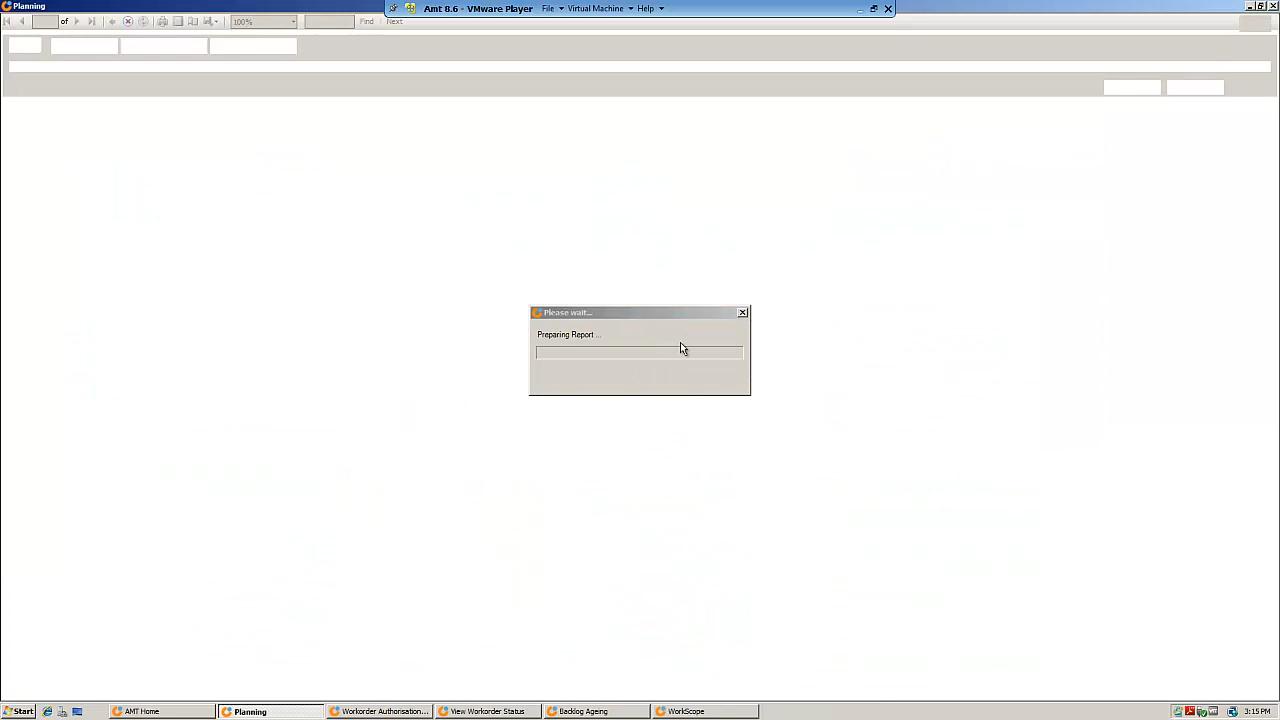 Planning
Amt 8.6 - VMware Player File Virtual Machine Help
of 100% Find Next
Please wait...
Preparing Report ...
Start AMT Home Planning Workorder Authorisation... View Workorder Status Backlog Ageing WorkScope 3:15 PM